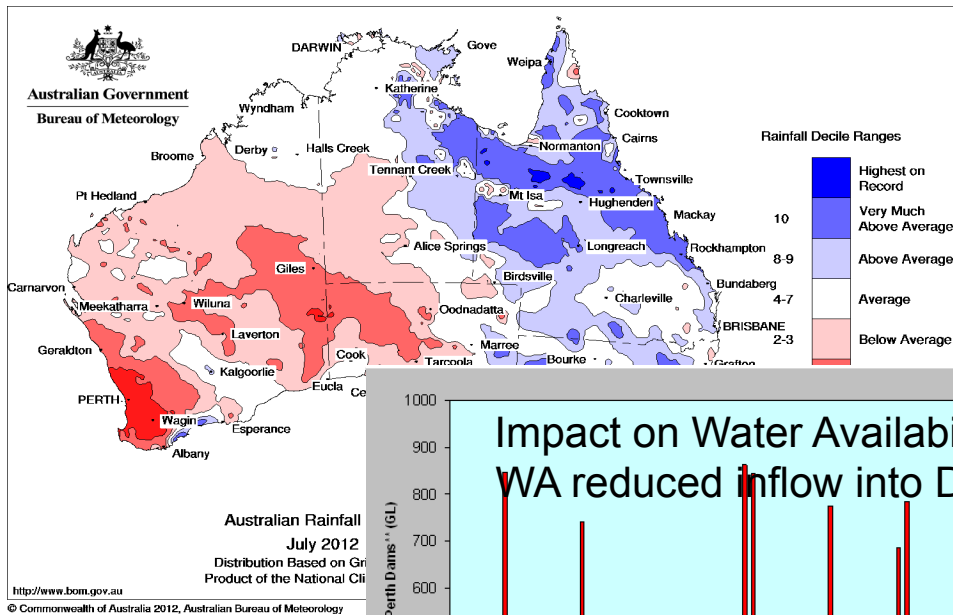 Australian Government
Bureau of Meteorology
DARWIN
Gove
Weipa
Katherine
Wyndham
Cooktown
Cairns
Derby
Halls Creek
Normanton
Broome
Tennant Creek
Townsville
Pt Hedland
Mt Isa
Hughenden
Mackay
Alice Springs
Longreach
Rockhampton
Giles
Birdsville
Bundaberg
Carnarvon
Meekatharra
Wiluna
Oodnadatta
Charleville
Laverton
BRISBANE
Geraldton
Cook
Marree
Bourke
Grafton
Kalgoorlie
Tarcoola
Eucla
Ce
PERTH
Wagin
Esperance
Albany
Rainfall Decile Ranges
Highest on
Record
10
Very Much
Above Average
8-9
Above Average
4-7
Average
2-3
Below Average
Australian Rainfall
July 2012
Distribution Based on Gri
Product of the National Cli
http://www.bom.gov.au
© Commonwealth of Australia 2012, Australian Bureau of Meteorology
Impact on Water Availabi
WA reduced inflow into D
1000
900
800
700
600
Perth Dams** (GL)